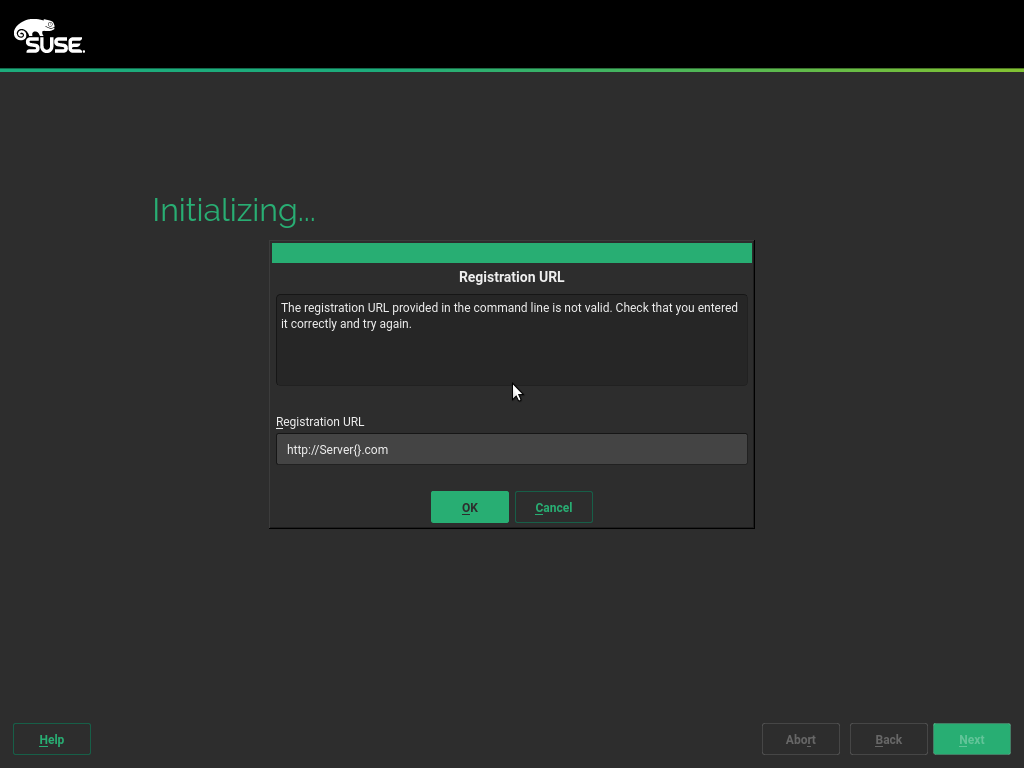 SUSE.
Initializing...
Registration URL
The registration URL provided in the command line is not valid. Check that you entered
it correctly and try again.
Registration URL
http://Server{}.com
OK Cancel
Help Abort Back Next